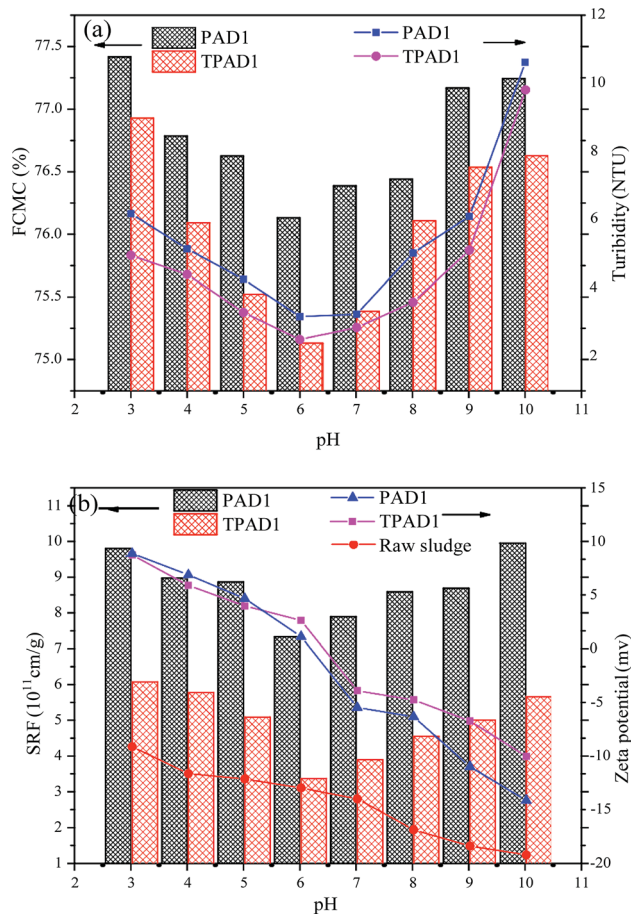 (a)
PAD1
TPAD1
PAD1
TPAD1
FCMC (%)
77.5
77.0
76.5
76.0
75.5
75.0
Turibidity (NTU)
12
10
8
6
4
2
2 3 4 5 6 7 8 9 10 11
pH
(b)
PAD1
TPAD1
PAD1
TPAD1
Raw sludge
SRF (10¹¹ cm/g)
11
10
9
8
7
6
5
4
3
2
1
Zeta potential (mv)
15
10
5
0
-5
-10
-15
-20
2 3 4 5 6 7 8 9 10 11
pH